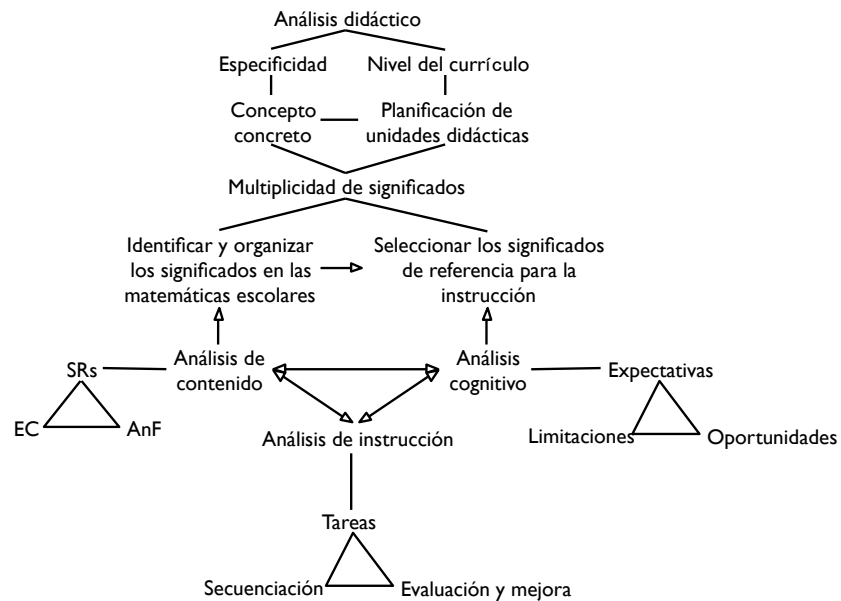 Análisis didáctico
Especificidad
Nivel del currículo
Concepto
concreto
Planificación de
unidades didácticas
Multiplicidad de significados
Identificar y organizar
los significados en las
matemáticas escolares
Seleccionar los significados
de referencia para la
instrucción
SRs
EC
AnF
Análisis de
contenido
Análisis
cognitivo
Expectativas
Limitaciones
Oportunidades
Análisis de instrucción
Tareas
Secuenciación
Evaluación y mejora